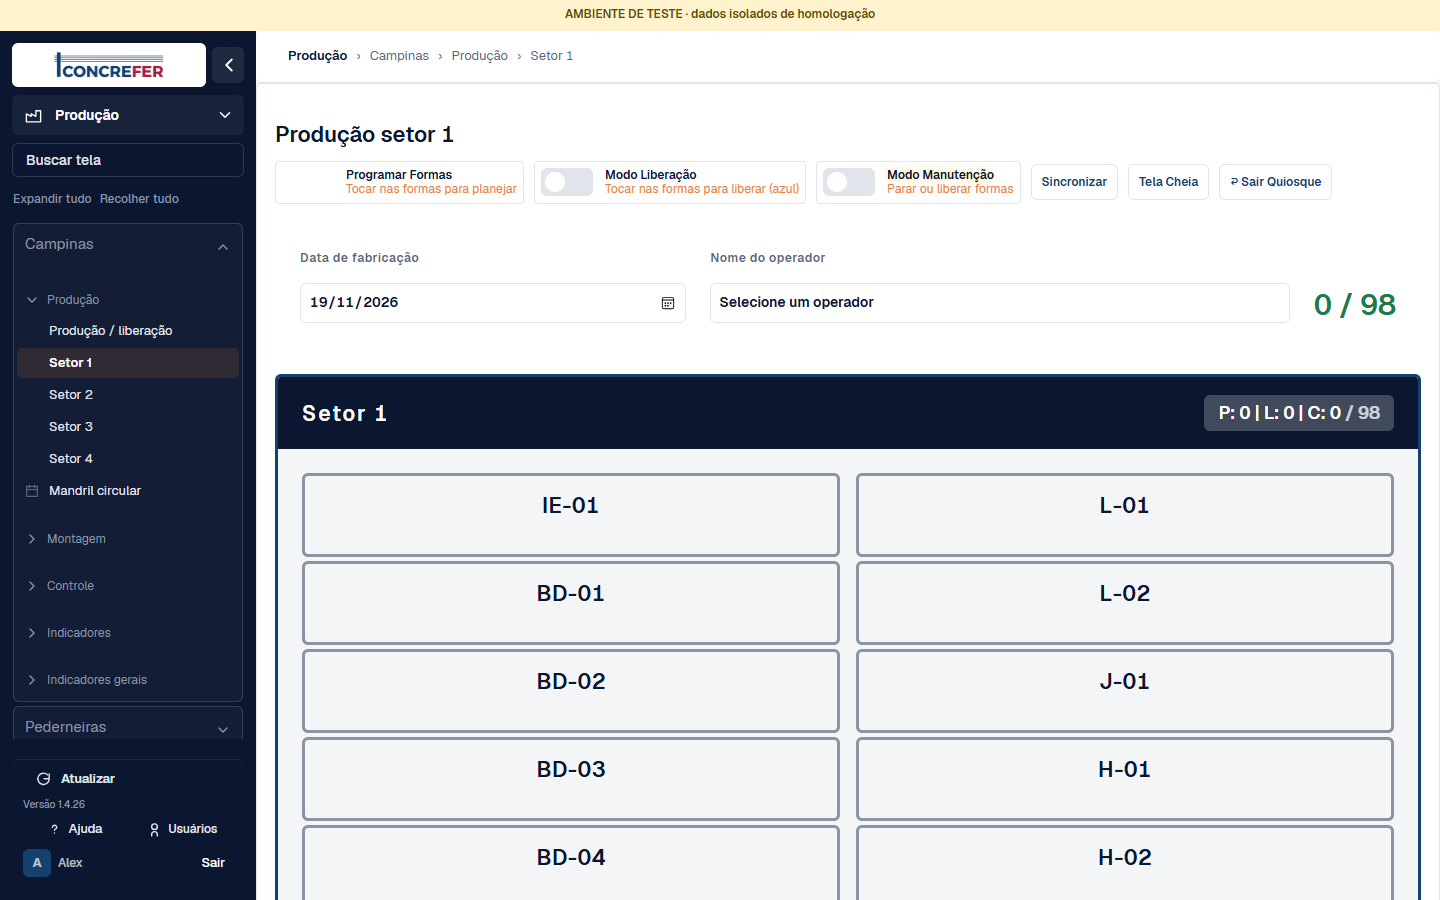 AMBIENTE DE TESTE · dados isolados de homologação
CONCREFER
Produção
Buscar tela
Expandir tudo Recolher tudo
Campinas
Produção
Produção / liberação
Setor 1
Setor 2
Setor 3
Setor 4
Mandril circular
Montagem
Controle
Indicadores
Indicadores gerais
Pederneiras
Atualizar
Versão 1.4.26
? Ajuda
Usuários
A Alex
Sair
Produção › Campinas › Produção › Setor 1
Produção setor 1
Programar Formas
Tocar nas formas para planejar
Modo Liberação
Tocar nas formas para liberar (azul)
Modo Manutenção
Parar ou liberar formas
Sincronizar
Tela Cheia
Sair Quiosque
Data de fabricação
19/11/2026
Nome do operador
Selecione um operador
0 / 98
Setor 1
P: 0 | L: 0 | C: 0 / 98
IE-01
L-01
BD-01
L-02
BD-02
J-01
BD-03
H-01
BD-04
H-02